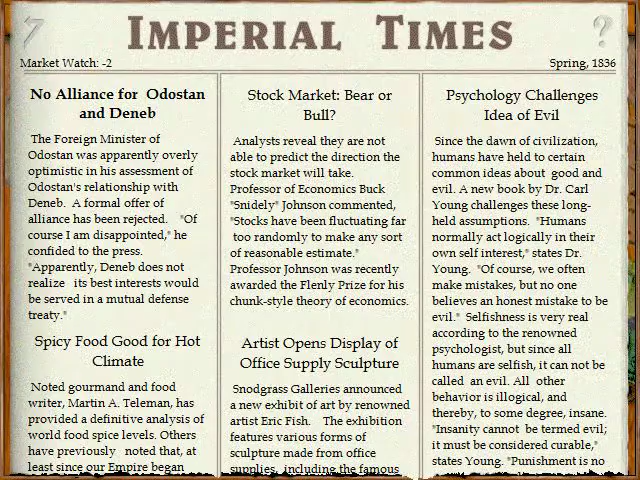 Imperial Times
Market Watch: -2
Spring, 1836
No Alliance for Odostan
and Deneb
The Foreign Minister of
Odostan was apparently overly
optimistic in his assessment of
Odostan's relationship with
Deneb. A formal offer of
alliance has been rejected. "Of
course I am disappointed," he
confided to the press.
"Apparently, Deneb does not
realize its best interests would
be served in a mutual defense
treaty."
Spicy Food Good for Hot
Climate
Noted gourmand and food
writer, Martin A. Teleman, has
provided a definitive analysis of
world food spice levels. Others
have previously noted that, at
least since our Empire began
Stock Market: Bear or
Bull?
Analysts reveal they are not
able to predict the direction the
stock market will take.
Professor of Economics Buck
"Snidely" Johnson commented,
"Stocks have been fluctuating far
too randomly to make any sort
of reasonable estimate."
Professor Johnson was recently
awarded the Flenly Prize for his
chunk-style theory of economics.
Artist Opens Display of
Office Supply Sculpture
Snodgrass Galleries announced
a new exhibit of art by renowned
artist Eric Fish. The exhibition
features various forms of
sculpture made from office
supplies, including the famous
Psychology Challenges
Idea of Evil
Since the dawn of civilization,
humans have held to certain
common ideas about good and
evil. A new book by Dr. Carl
Young challenges these long-
held assumptions. "Humans
normally act logically in their
own self interest," states Dr.
Young. "Of course, we often
make mistakes, but no one
believes an honest mistake to be
evil." Selfishness is very real
according to the renowned
psychologist, but since all
humans are selfish, it can not be
called an evil. All other
behavior is illogical, and
thereby, to some degree, insane.
"Insanity cannot be termed evil;
it must be considered curable,"
states Young. "Punishment is no